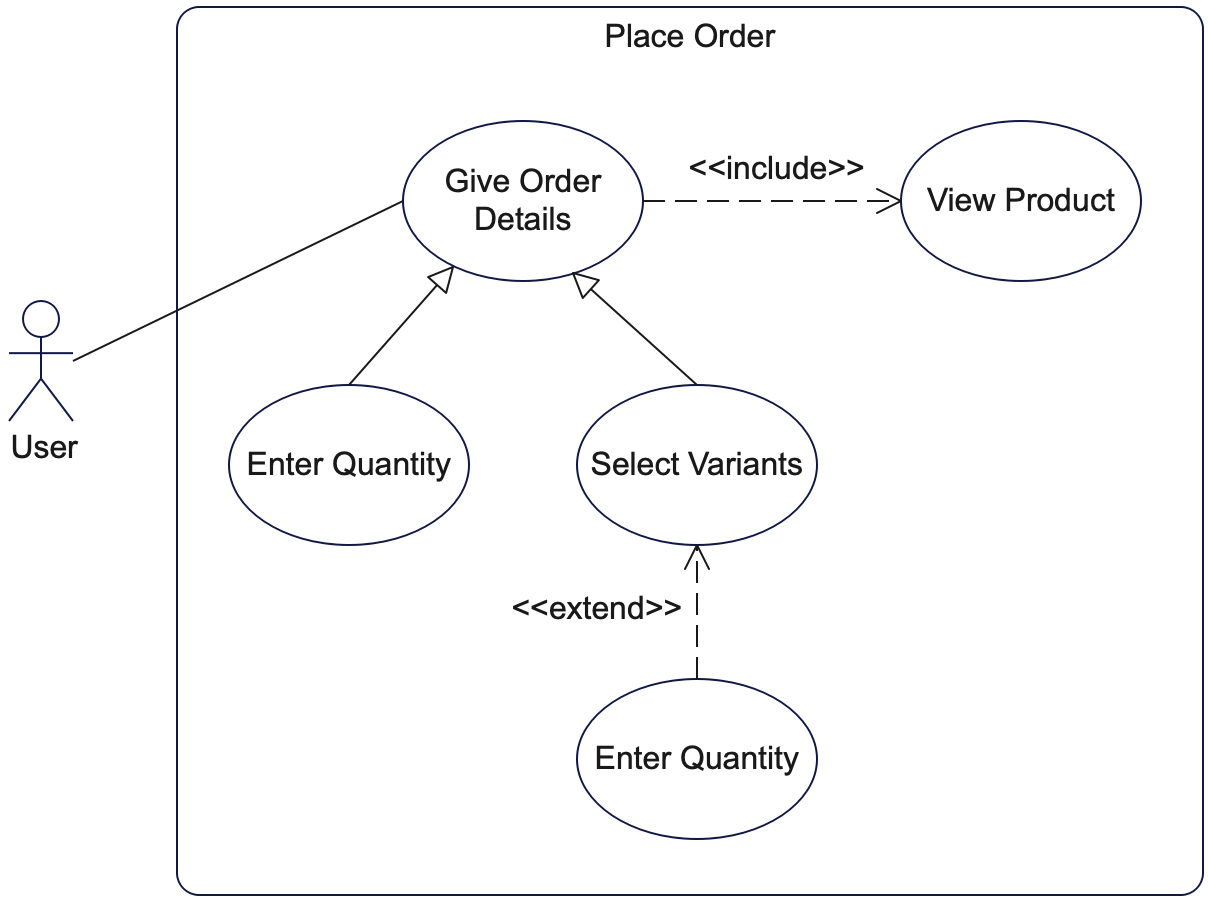 Place Order
Give Order
Details
<<include>>
View Product
User
Enter Quantity
Select Variants
<<extend>>
Enter Quantity